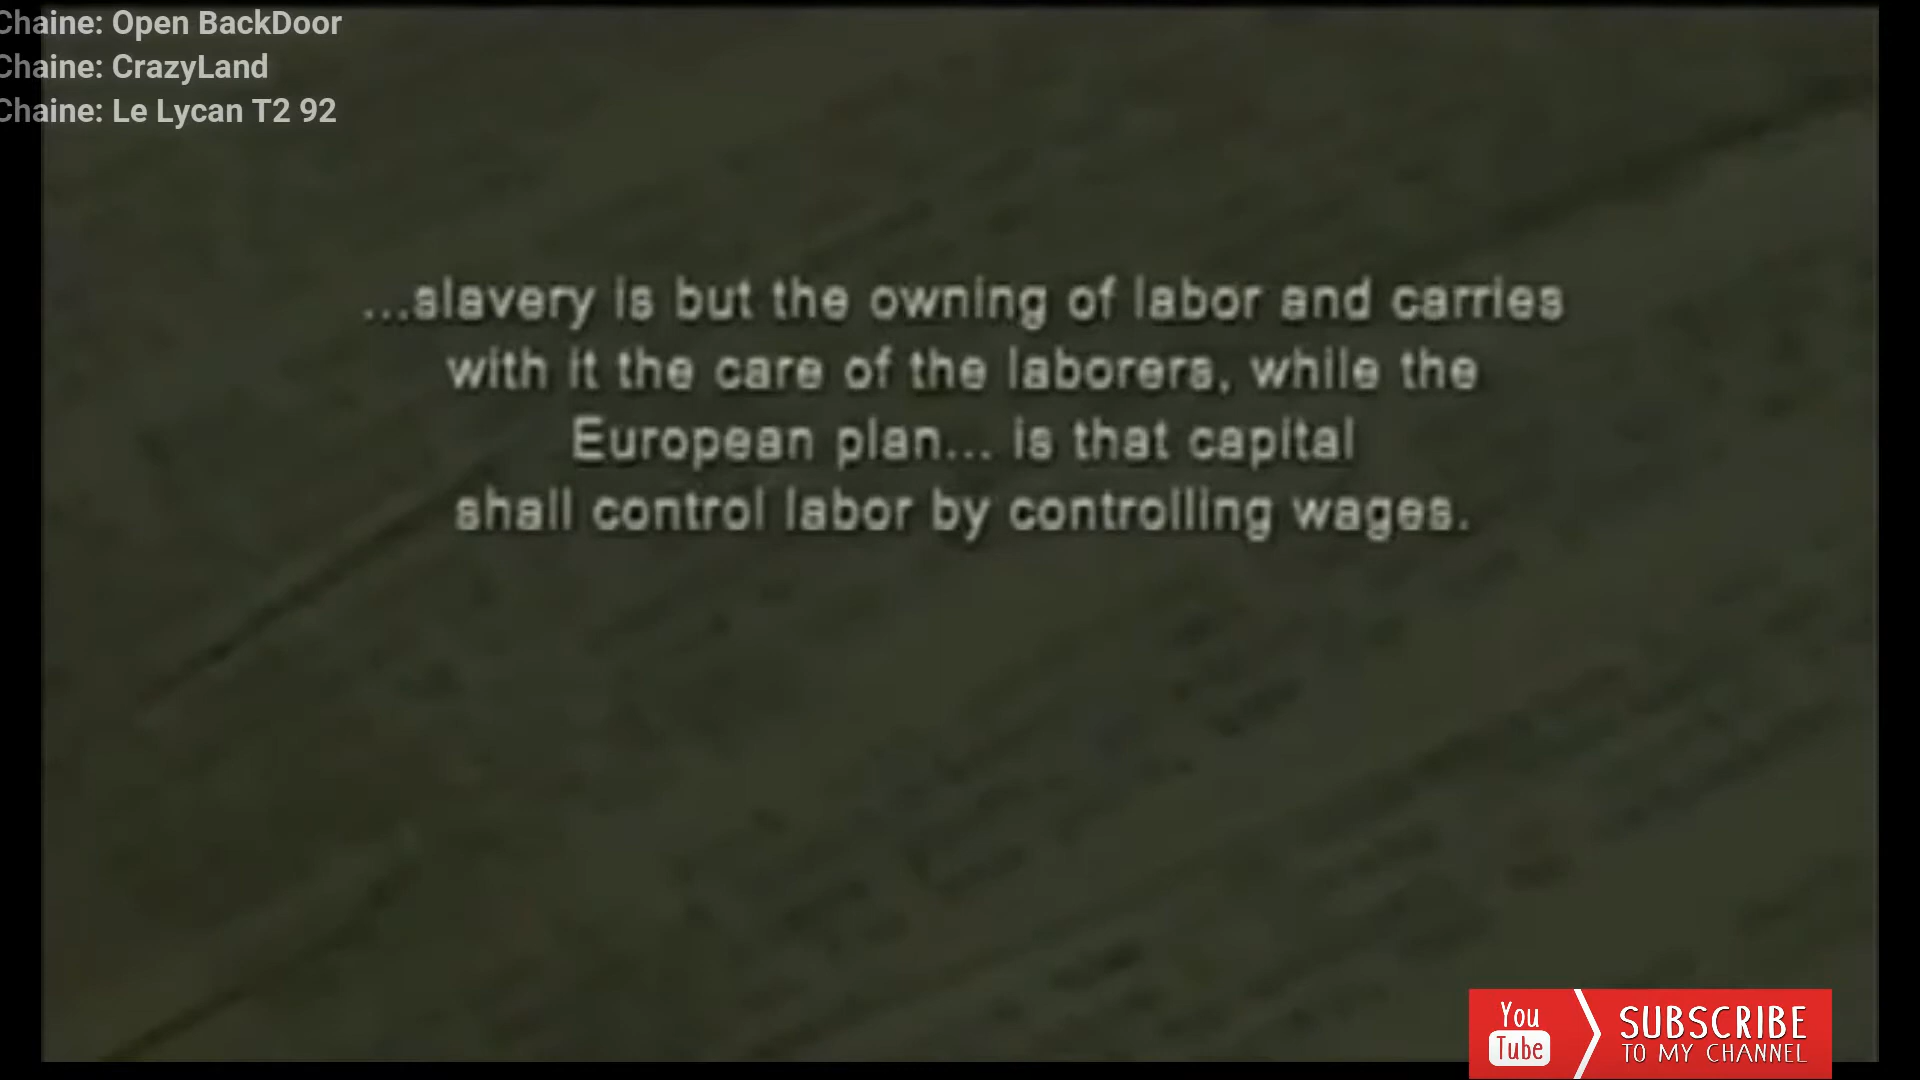 Chaine: Open BackDoor
Chaine: CrazyLand
Chaine: Le Lycan T2 92
...slavery is but the owning of labor and carries
with it the care of the laborers, while the
European plan... is that capital
shall control labor by controlling wages.
You
Tube
SUBSCRIBE
TO MY CHANNEL